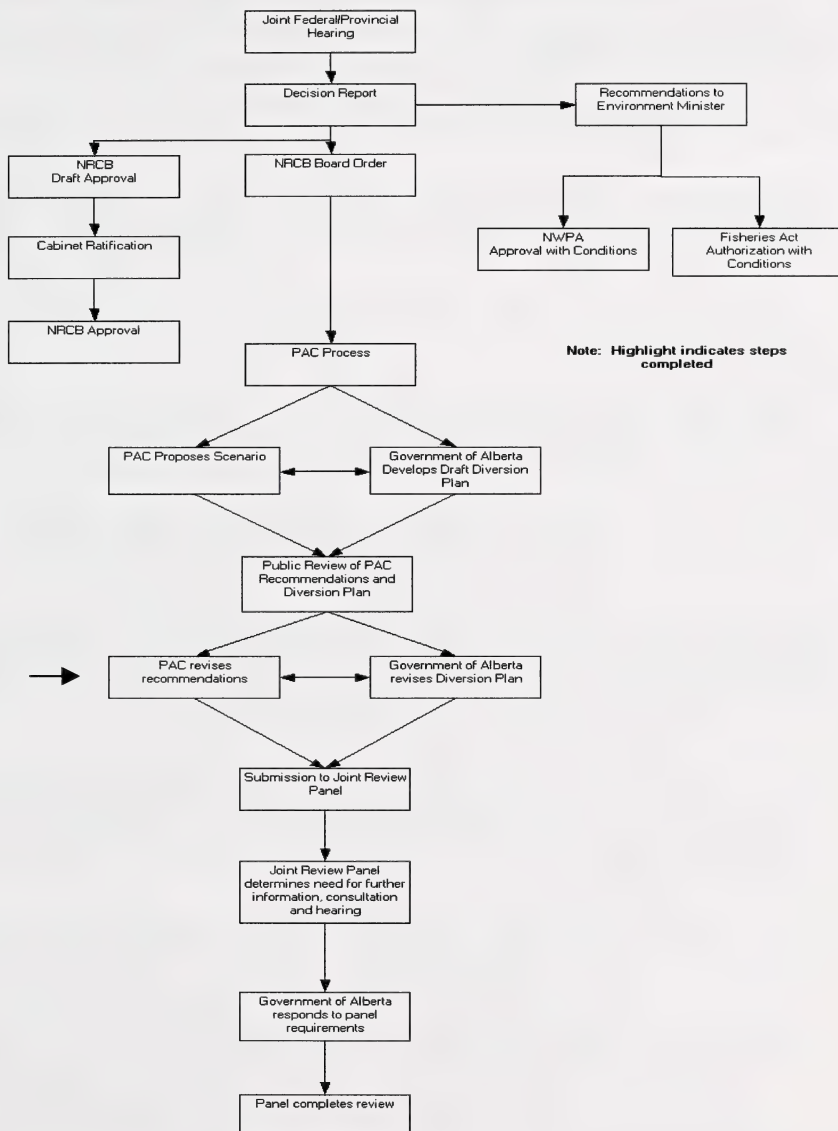 Joint Federal/Provincial
Hearing
Decision Report
Recommendations to
Environment Minister
NRCB
Draft Approval
NRCB Board Order
Cabinet Ratification
NWPA
Approval with Conditions
Fisheries Act
Authorization with
Conditions
NRCB Approval
PAC Process
Note: Highlight indicates steps
completed
PAC Proposes Scenario
Government of Alberta
Develops Draft Diversion
Plan
Public Review of PAC
Recommendations and
Diversion Plan
PAC revises
recommendations
Government of Alberta
revises Diversion Plan
Submission to Joint Review
Panel
Joint Review Panel
determines need for further
information, consultation
and hearing
Government of Alberta
responds to panel
requirements
Panel completes review